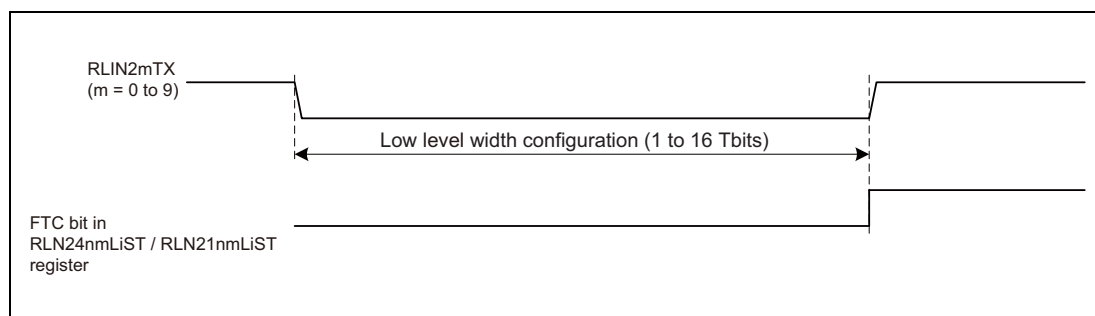 RLIN2mTX
(m = 0 to 9)
Low level width configuration (1 to 16 Tbits)
FTC bit in
RLN24nmLiST / RLN21nmLiST
register